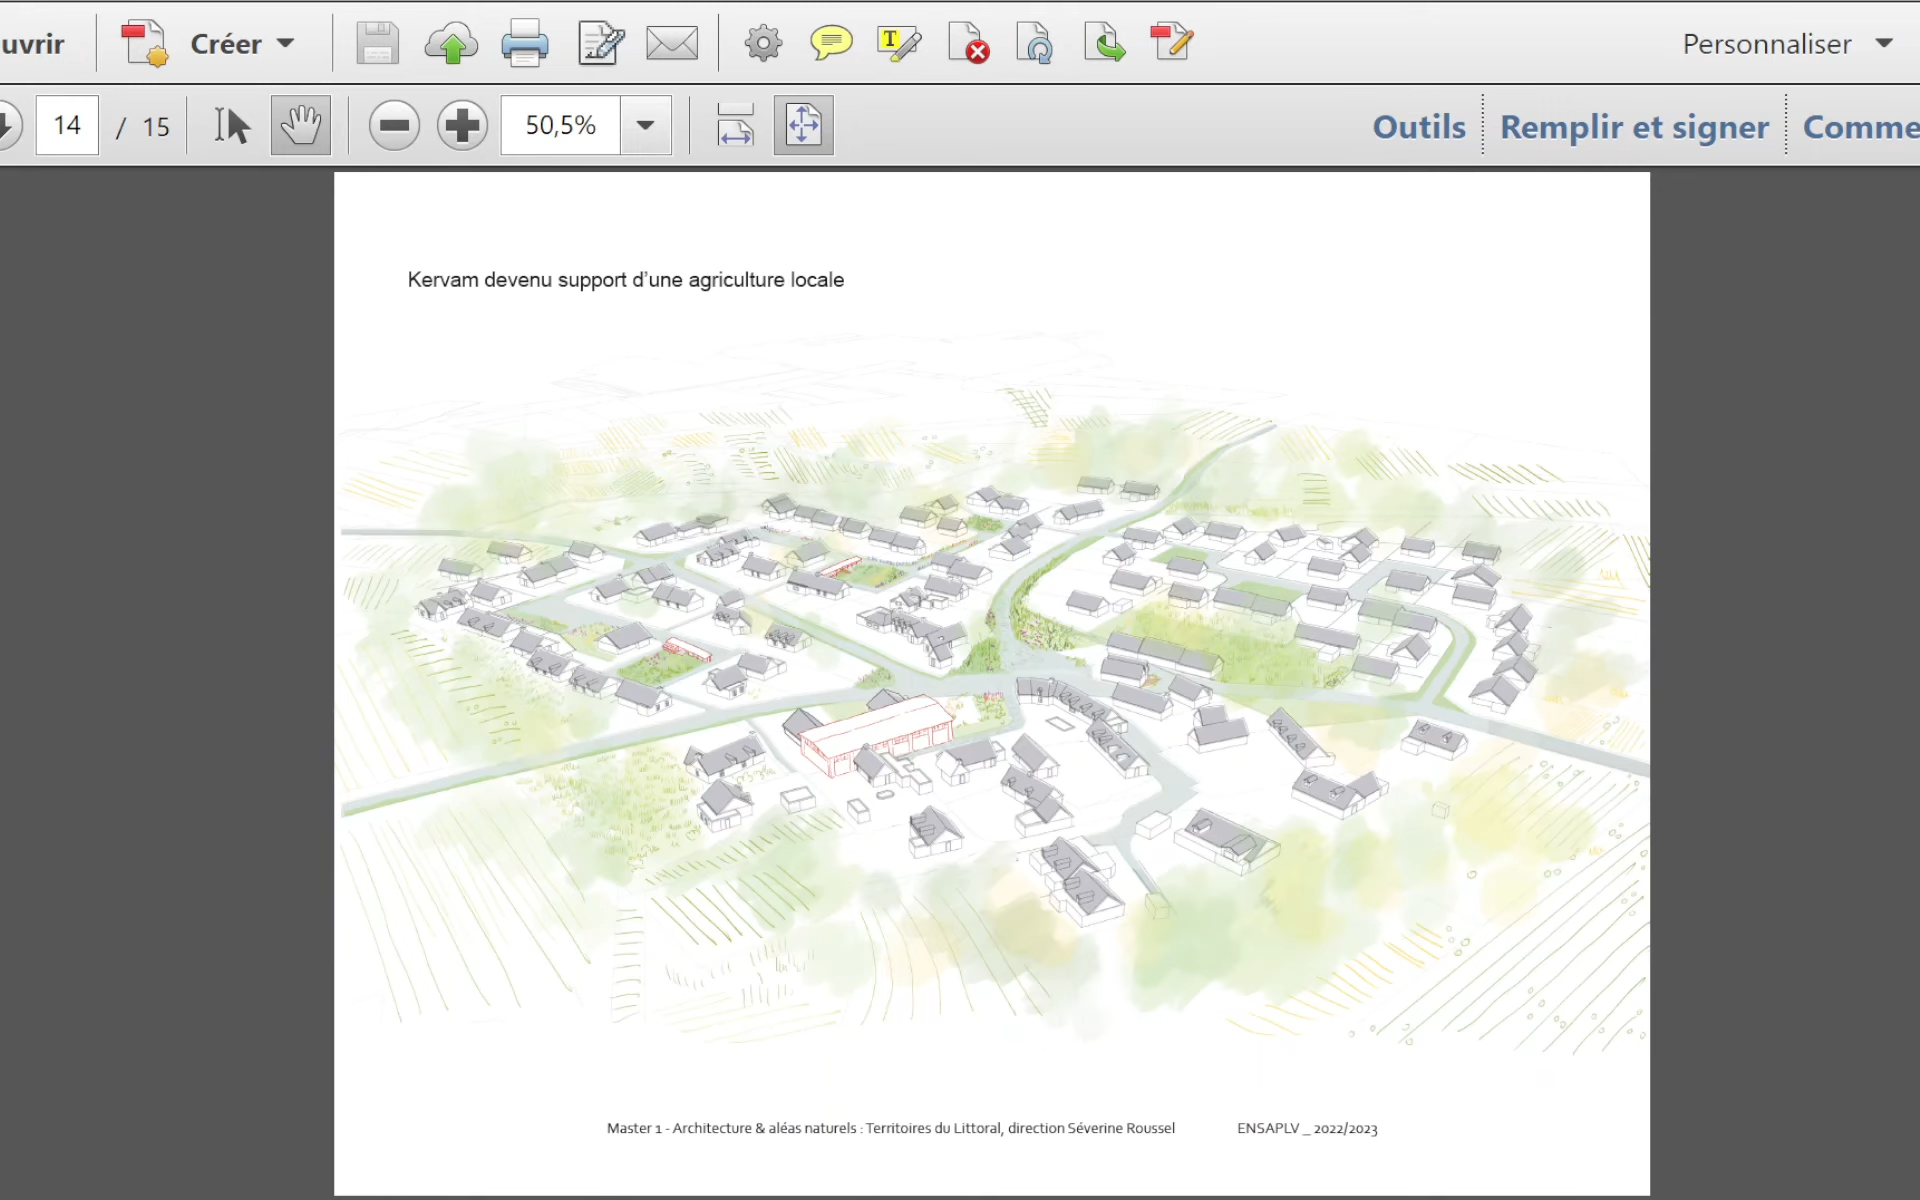 uvrir Créer Personnaliser
14 / 15 50,5% Outils Remplir et signer Comme
Kervam devenu support d'une agriculture locale
Master 1 - Architecture & aléas naturels : Territoires du Littoral, direction Séverine Roussel ENSAPLV _ 2022/2023